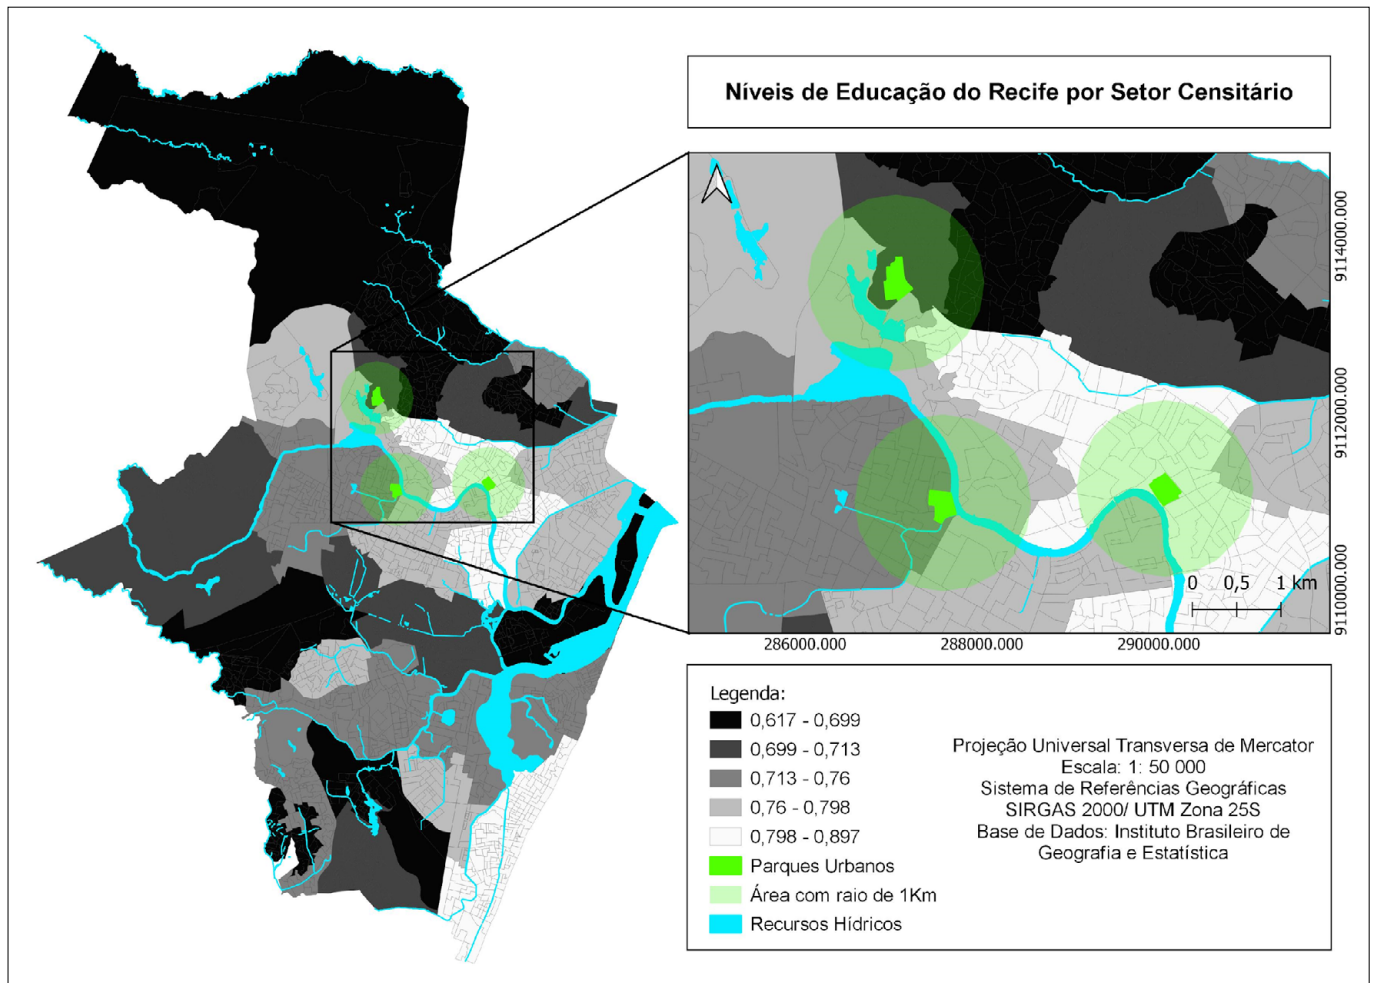 Níveis de Educação do Recife por Setor Censitário
9114000.000
9112000.000
9110000.000
0 0,5 1 km
286000.000 288000.000 290000.000
Legenda:
0,617 - 0,699
0,699 - 0,713
0,713 - 0,76
0,76 - 0,798
0,798 - 0,897
Parques Urbanos
Área com raio de 1Km
Recursos Hídricos
Projeção Universal Transversa de Mercator
Escala: 1: 50 000
Sistema de Referências Geográficas
SIRGAS 2000/ UTM Zona 25S
Base de Dados: Instituto Brasileiro de
Geografia e Estatística